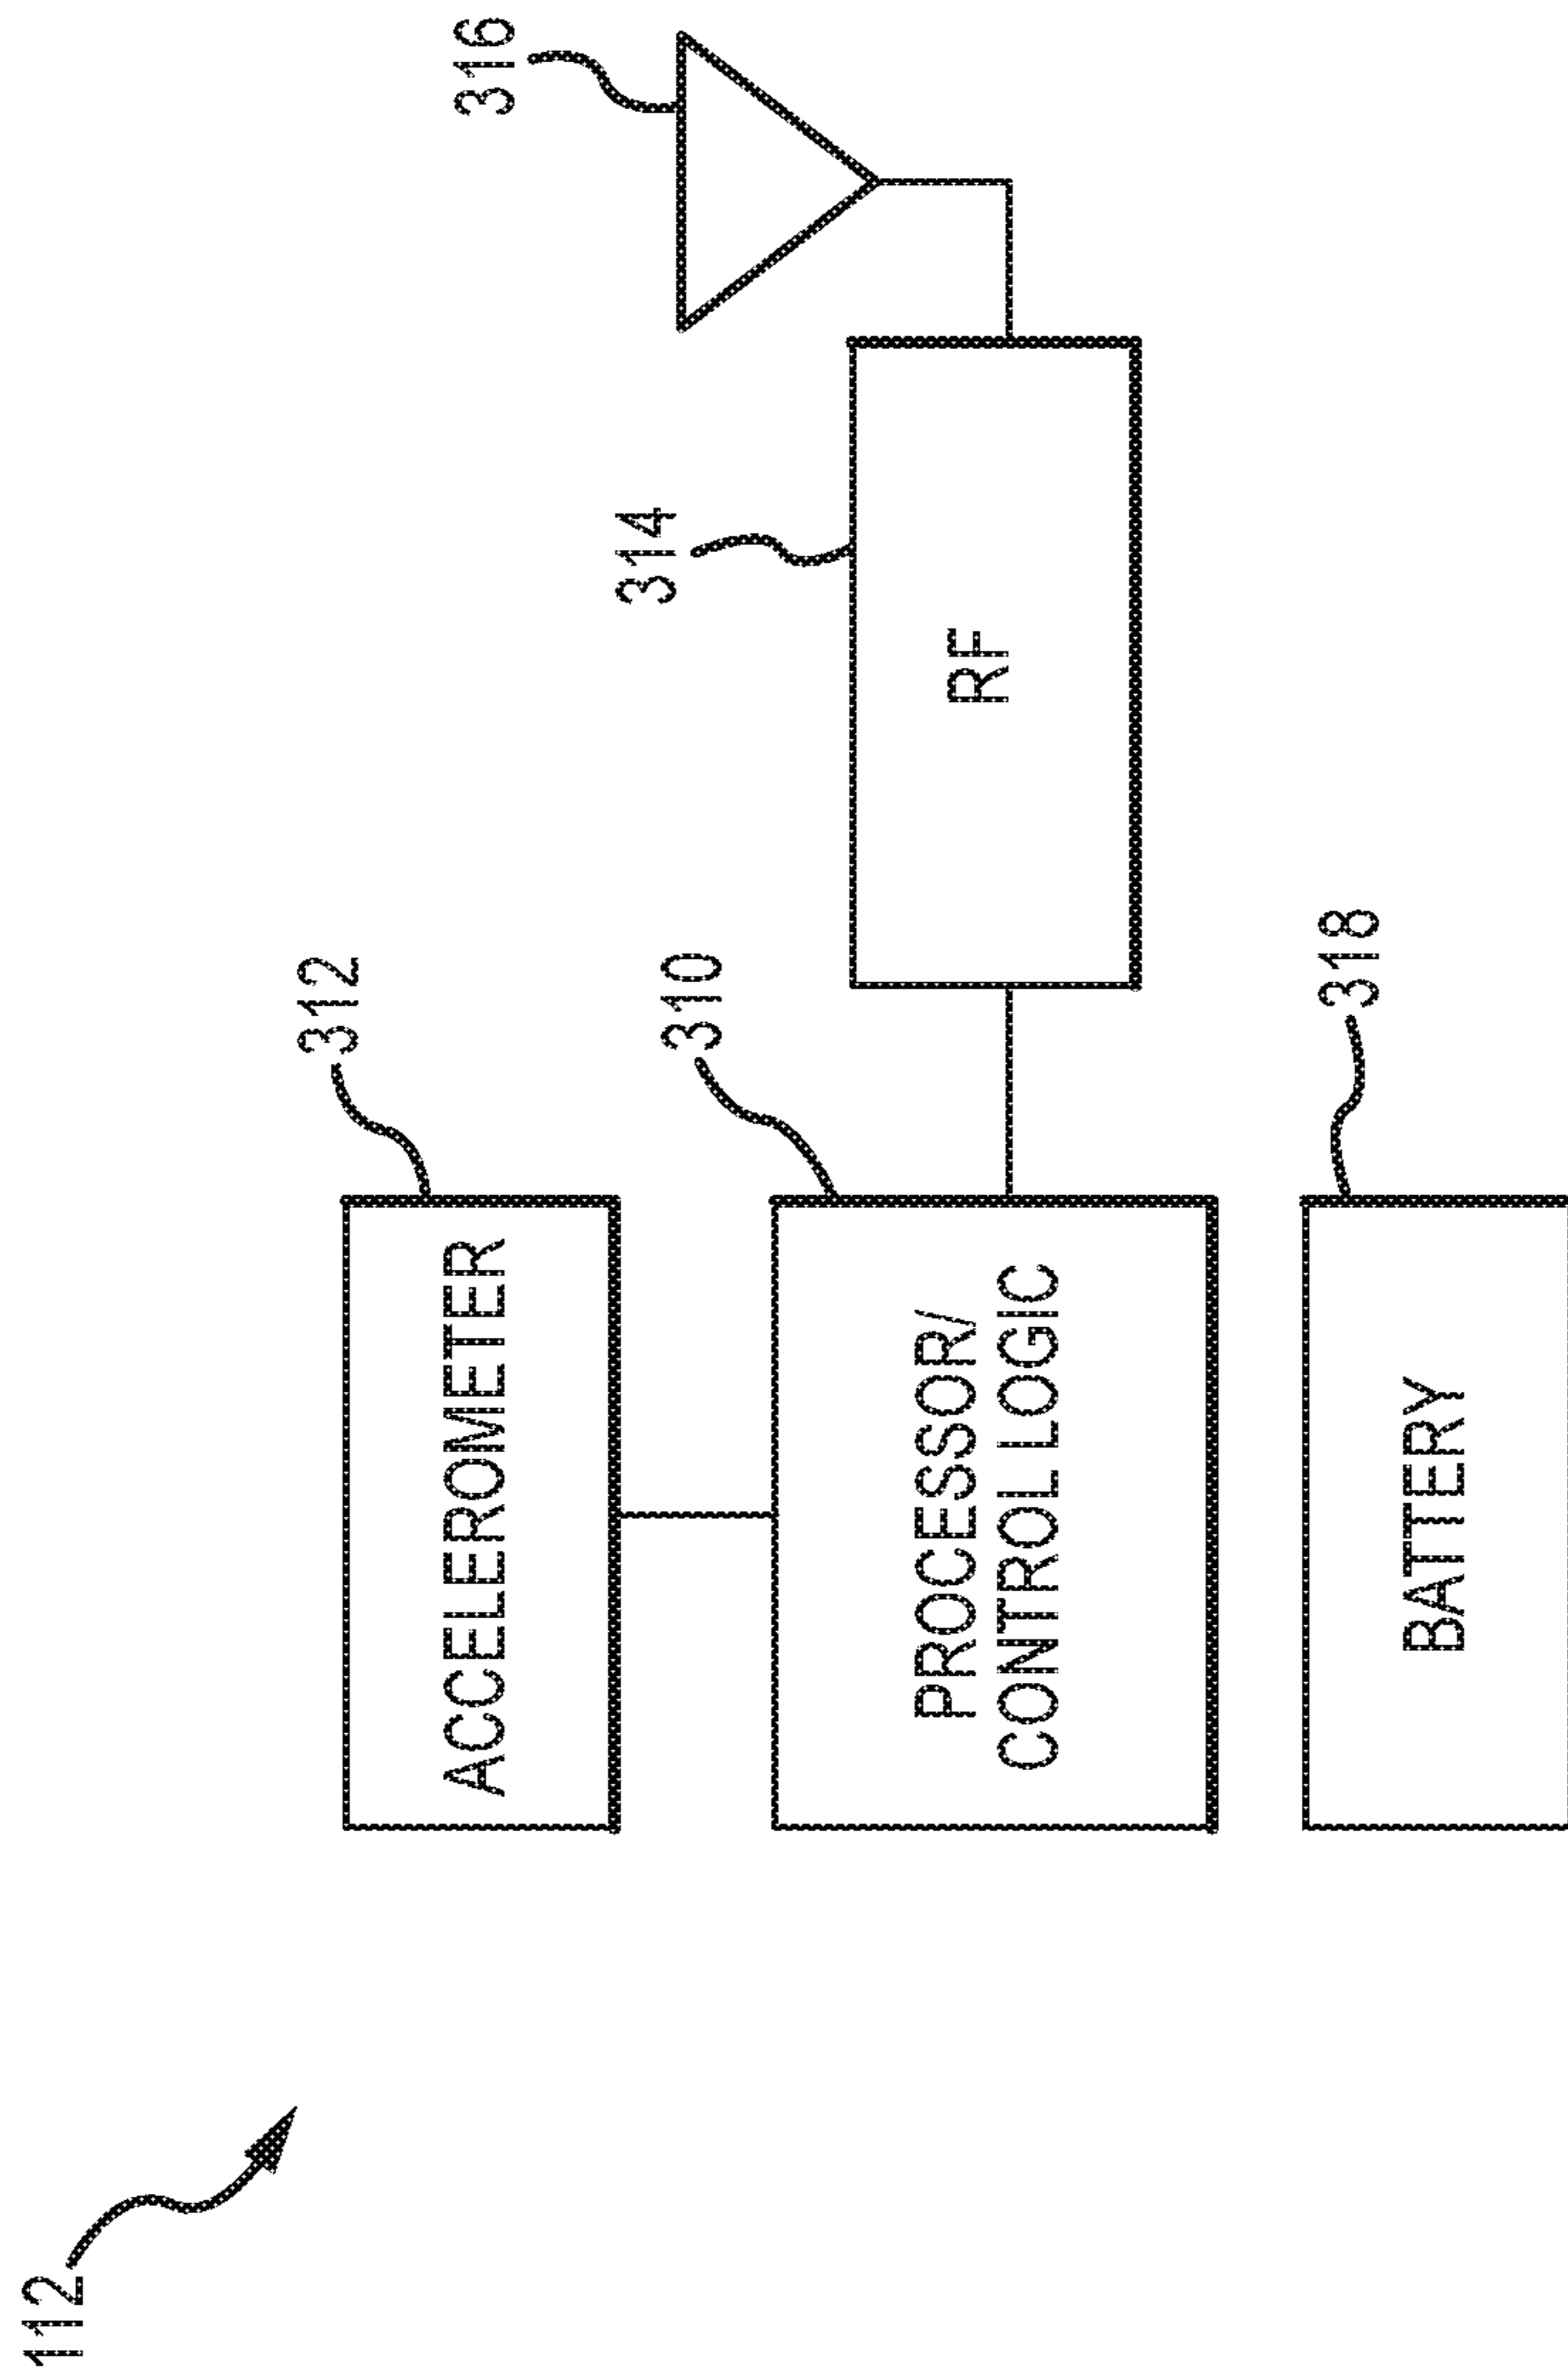 112
ACCELEROMETER
312
316
314
310
PROCESSOR/
CONTROL LOGIC
RF
BATTERY
318